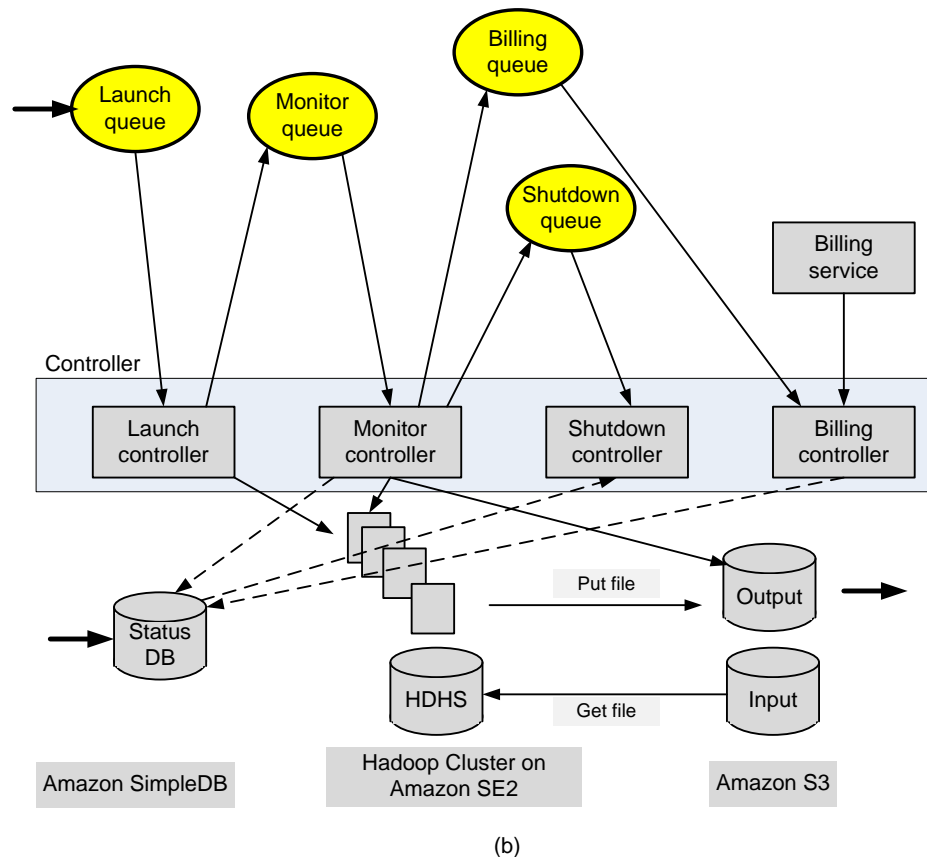 Billing
queue
Launch
queue
Monitor
queue
Shutdown
queue
Billing
service
Controller
Launch
controller
Monitor
controller
Shutdown
controller
Billing
controller
Put file
Output
Status
DB
HDHS
Get file
Input
Amazon SimpleDB
Hadoop Cluster on
Amazon SE2
Amazon S3
(b)